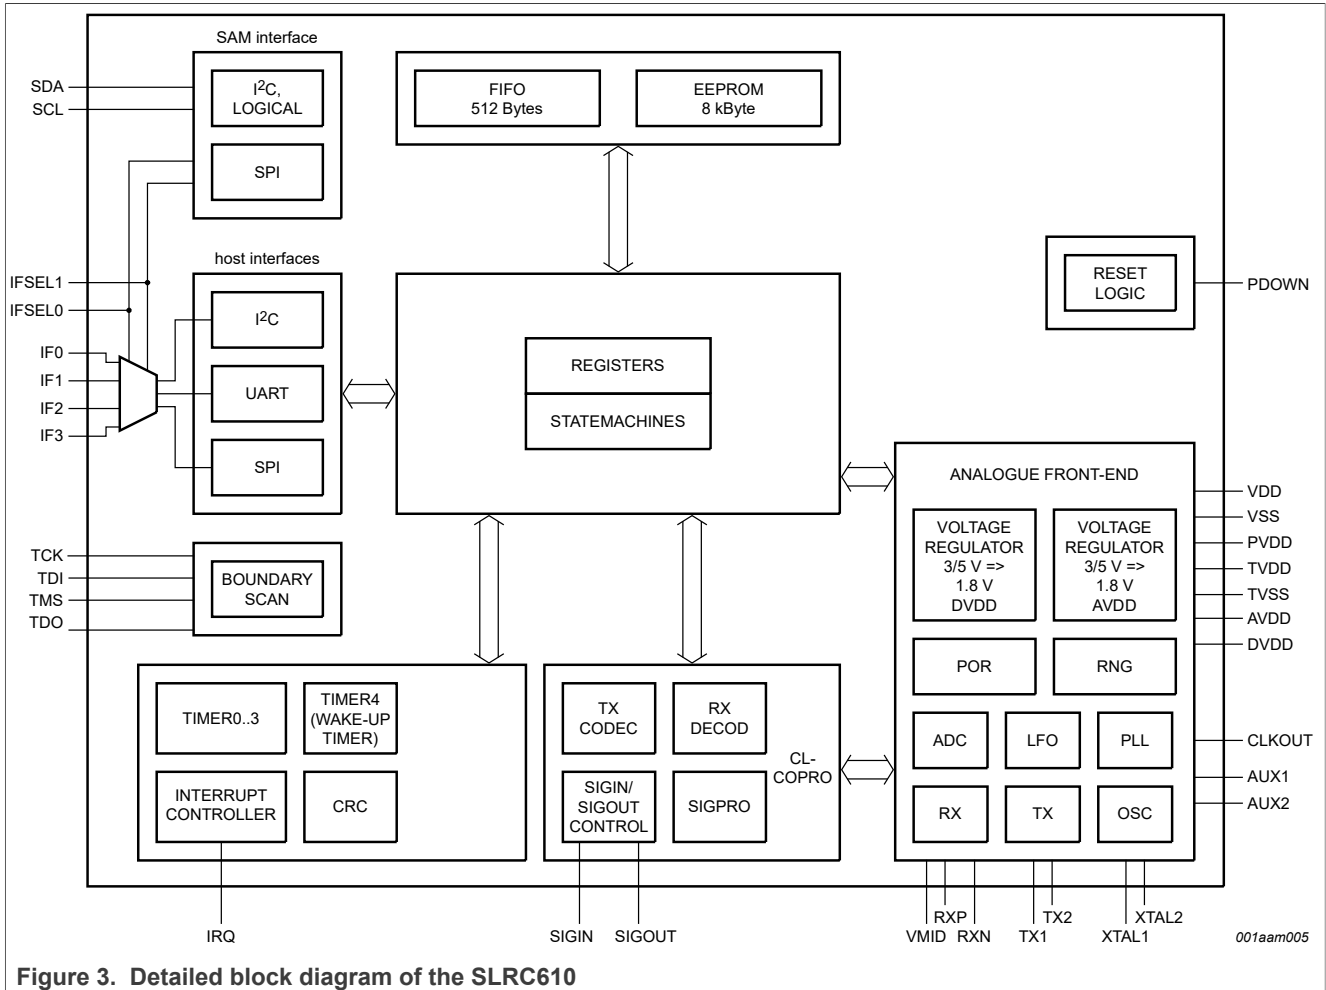 SAM interface
SDA
SCL
I2C,
LOGICAL
SPI
FIFO
512 Bytes
EEPROM
8 kByte
host interfaces
IFSEL1
IFSEL0
IF0
IF1
IF2
IF3
I2C
UART
SPI
REGISTERS
STATEMACHINES
RESET
LOGIC
PDOWN
TCK
TDI
TMS
TDO
BOUNDARY
SCAN
ANALOGUE FRONT-END
VOLTAGE
REGULATOR
3/5 V =>
1.8 V
DVDD
VOLTAGE
REGULATOR
3/5 V =>
1.8 V
AVDD
POR
RNG
ADC
LFO
PLL
RX
TX
OSC
VDD
VSS
PVDD
TVDD
TVSS
AVDD
DVDD
CLKOUT
AUX1
AUX2
TIMER0..3
TIMER4
(WAKE-UP
TIMER)
INTERRUPT
CONTROLLER
CRC
TX
CODEC
RX
DECOD
SIGIN/
SIGOUT
CONTROL
SIGPRO
CL-
COPRO
IRQ
SIGIN
SIGOUT
VMID
RXP
RXN
TX1
TX2
XTAL1
XTAL2
001aam005
Figure 3. Detailed block diagram of the SLRC610